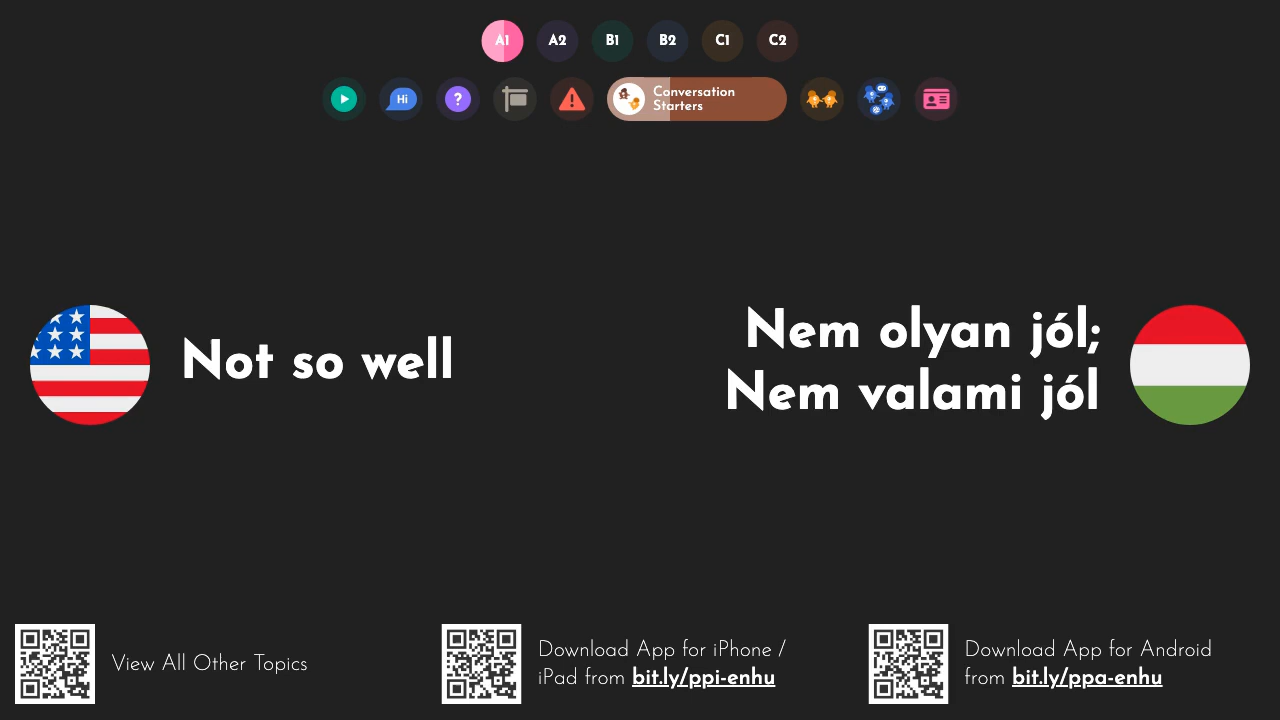 A1 A2 B1 B2 C1 C2
Hi ? Conversation
Starters
Not so well
Nem olyan jól;
Nem valami jól
View All Other Topics
Download App for iPhone /
iPad from bit.ly/ppi-enhu
Download App for Android
from bit.ly/ppa-enhu